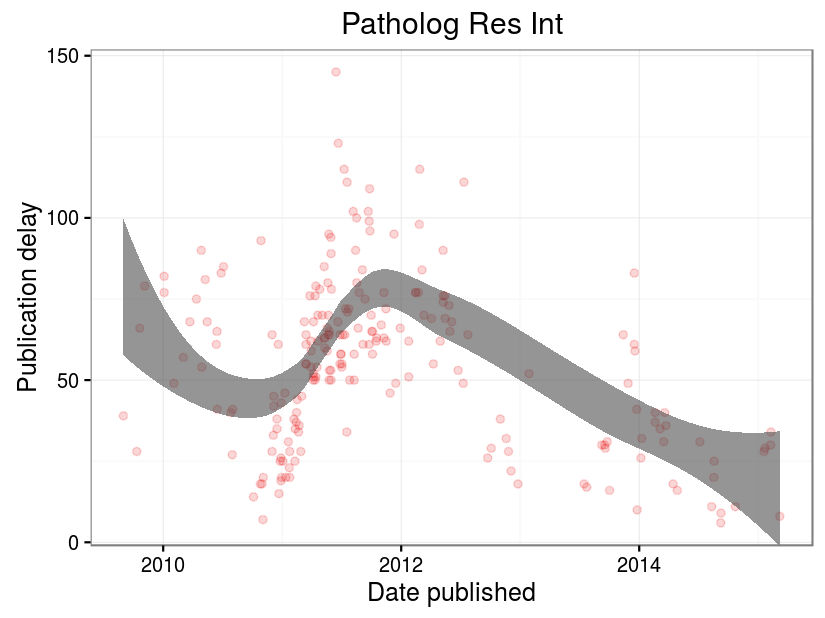 Patholog Res Int
150
100
50
0
Publication delay
2010
2012
2014
Date published